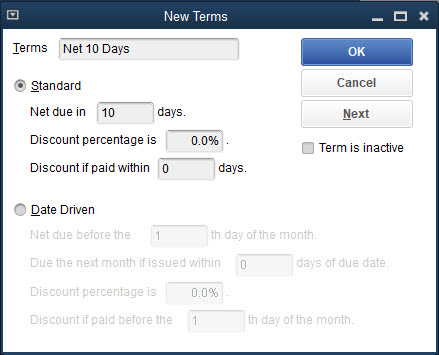 New Terms
Terms Net 10 Days
OK
Cancel
Next
Term is inactive
Standard
Net due in 10 days.
Discount percentage is 0.0% .
Discount if paid within 0 days.
Date Driven
Net due before the 1 th day of the month.
Due the next month if issued within 0 days of due date.
Discount percentage is 0.0% .
Discount if paid before the 1 th day of the month.